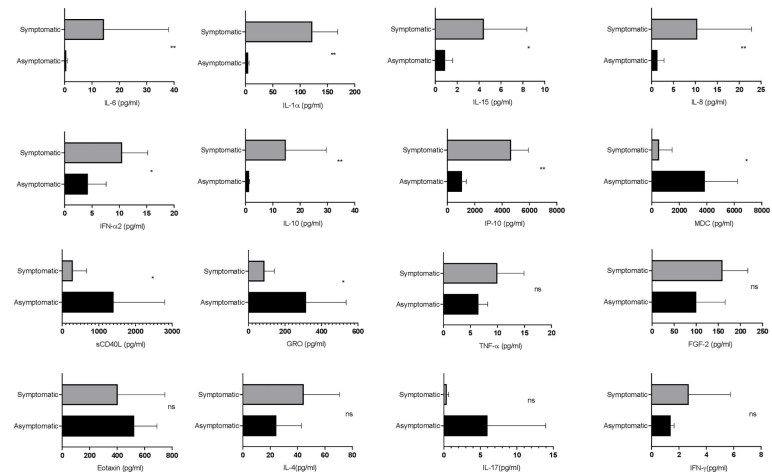 Symptomatic
**
Asymptomatic
0 10 20 30 40
IL-6 (pg/ml)
Symptomatic
**
Asymptomatic
0 50 100 150 200
IL-1α (pg/ml)
Symptomatic
*
Asymptomatic
0 2 4 6 8 10
IL-15 (pg/ml)
Symptomatic
**
Asymptomatic
0 5 10 15 20 25
IL-8 (pg/ml)
Symptomatic
*
Asymptomatic
0 5 10 15 20
IFN-α2 (pg/ml)
Symptomatic
**
Asymptomatic
0 10 20 30 40
IL-10 (pg/ml)
Symptomatic
**
Asymptomatic
0 2000 4000 6000 8000
IP-10 (pg/ml)
Symptomatic
*
Asymptomatic
0 2000 4000 6000 8000
MDC (pg/ml)
Symptomatic
*
Asymptomatic
0 1000 2000 3000
sCD40L (pg/ml)
Symptomatic
*
Asymptomatic
0 200 400 600
GRO (pg/ml)
Symptomatic
ns
Asymptomatic
0 5 10 15 20
TNF-α (pg/ml)
Symptomatic
ns
Asymptomatic
0 50 100 150 200 250
FGF-2 (pg/ml)
Symptomatic
ns
Asymptomatic
0 200 400 600 800
Eotaxin (pg/ml)
Symptomatic
ns
Asymptomatic
0 20 40 60 80
IL-4(pg/ml)
Symptomatic
ns
Asymptomatic
0 5 10 15
IL-17(pg/ml)
Symptomatic
ns
Asymptomatic
0 2 4 6 8
IFN-γ(pg/ml)